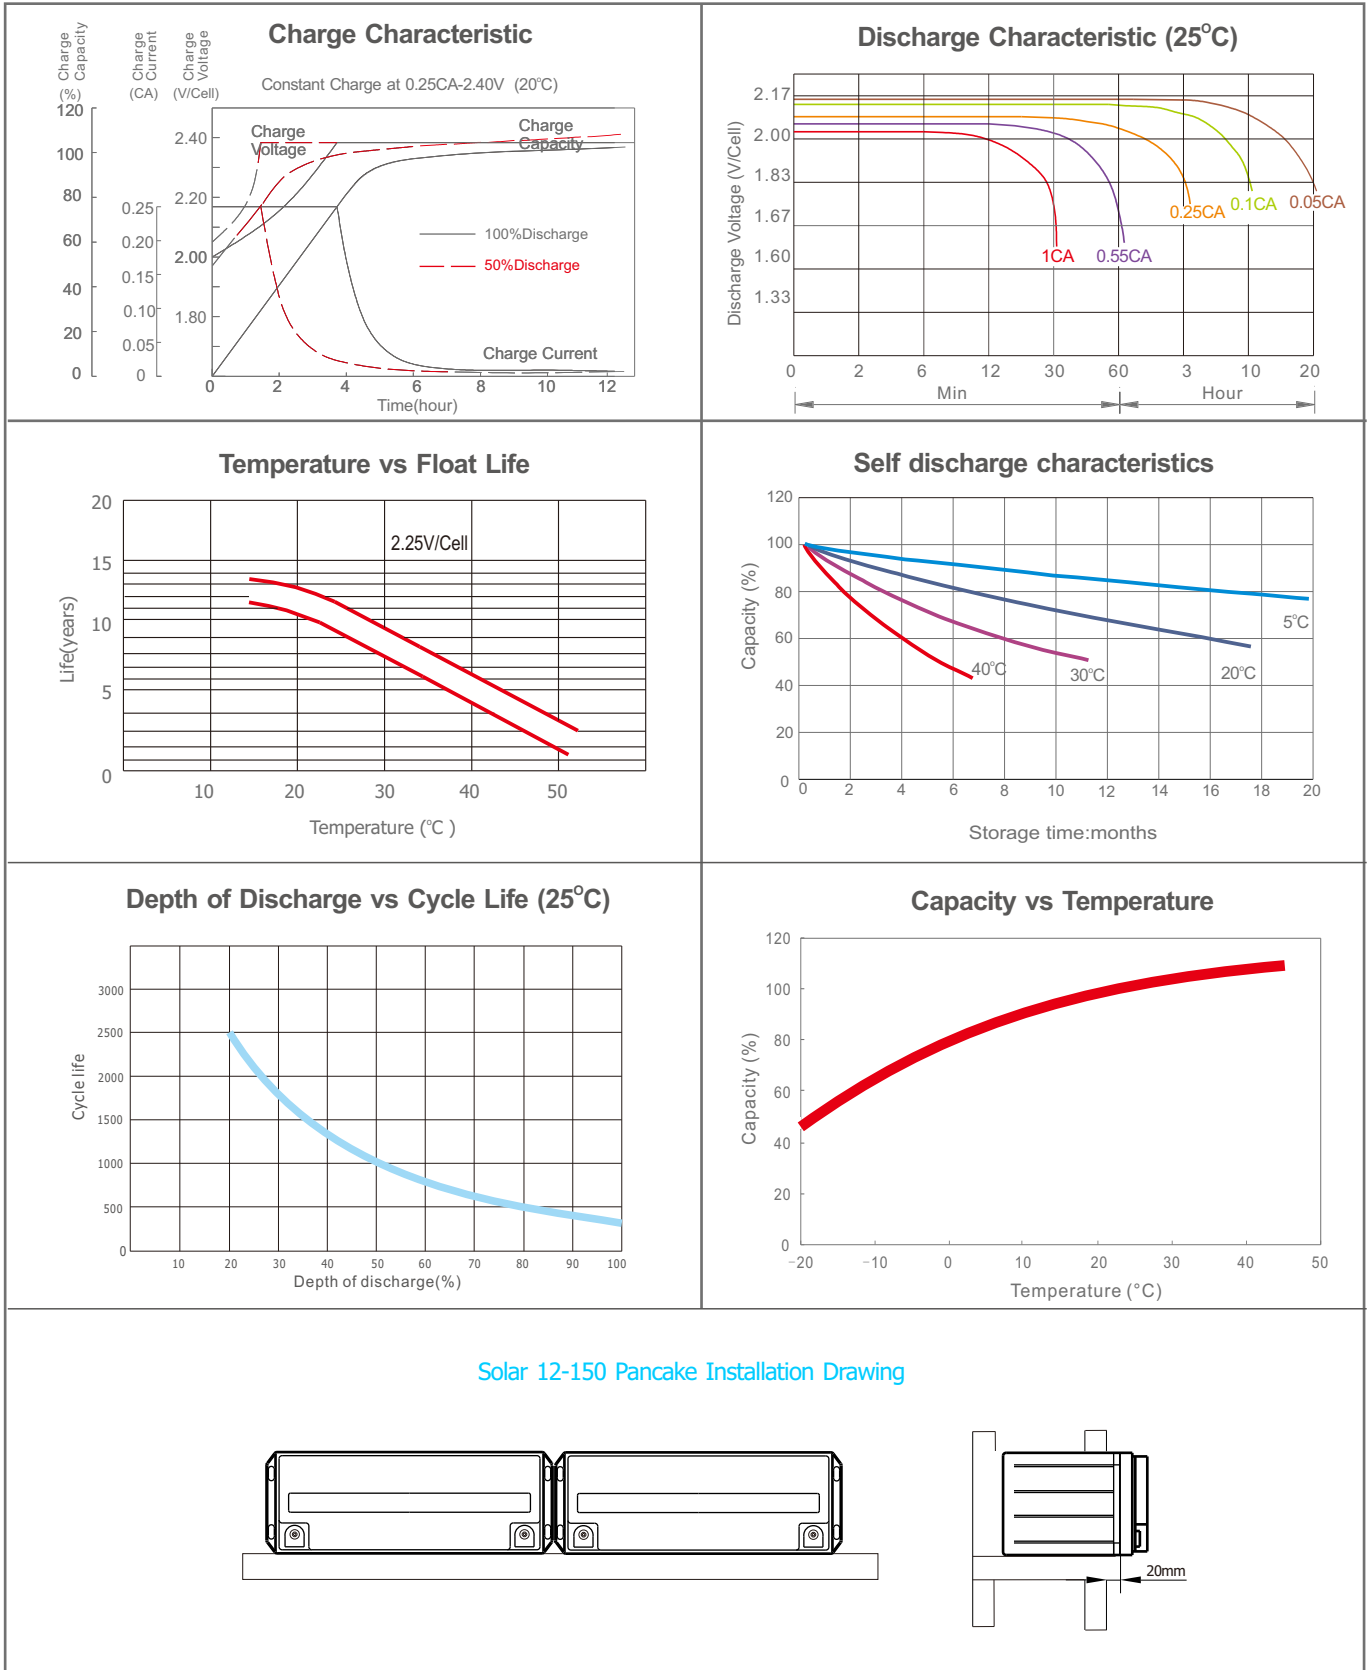 Charge Characteristic
Charge Capacity
Charge Current
Charge Voltage
(%) (CA) (V/Cell)
Constant Charge at 0.25CA-2.40V (20°C)
120
100
80
60
40
20
0
0.25
0.20
0.15
0.10
0.05
0
2.40
2.20
2.00
1.80
Charge Voltage
Charge Capacity
100%Discharge
50%Discharge
Charge Current
0 2 4 6 8 10 12
Time(hour)
Discharge Characteristic (25°C)
Discharge Voltage (V/Cell)
2.17
2.00
1.83
1.67
1.60
1.33
1CA 0.55CA 0.25CA 0.1CA 0.05CA
0 2 6 12 30 60 3 10 20
Min Hour
Temperature vs Float Life
Life(years)
20
15
10
5
0
2.25V/Cell
10 20 30 40 50
Temperature (°C )
Self discharge characteristics
Capacity (%)
120
100
80
60
40
20
0
40°C 30°C 20°C 5°C
0 2 4 6 8 10 12 14 16 18 20
Storage time:months
Depth of Discharge vs Cycle Life (25°C)
Cycle life
3000
2500
2000
1500
1000
500
0
10 20 30 40 50 60 70 80 90 100
Depth of discharge(%)
Capacity vs Temperature
Capacity (%)
120
100
80
60
40
20
0
−20 −10 0 10 20 30 40 50
Temperature (°C)
Solar 12-150 Pancake Installation Drawing
20mm